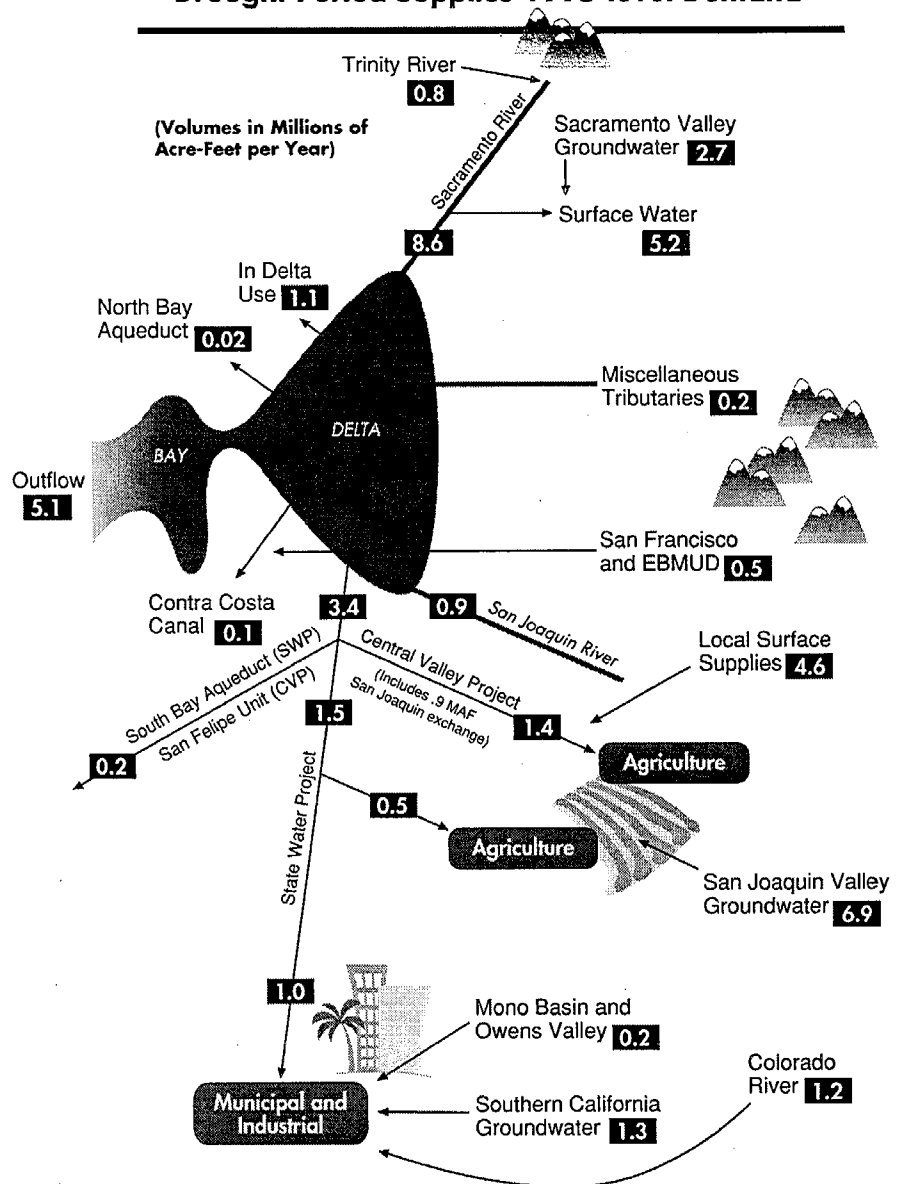 Trinity River
0.8
(Volumes in Millions of
Acre-Feet per Year)
Sacramento River
Sacramento Valley
Groundwater 2.7
Surface Water
5.2
8.6
In Delta
Use 1.1
North Bay
Aqueduct 0.02
Miscellaneous
Tributaries 0.2
DELTA
BAY
Outflow
5.1
San Francisco
and EBMUD 0.5
Contra Costa
Canal 0.1
3.4
0.9
San Joaquin River
Local Surface
Supplies 4.6
South Bay Aqueduct (SWP)
San Felipe Unit (CVP)
0.2
Central Valley Project
(Includes .9 MAF
San Joaquin exchange)
1.5
1.4
Agriculture
State Water Project
0.5
Agriculture
San Joaquin Valley
Groundwater 6.9
1.0
Mono Basin and
Owens Valley 0.2
Colorado
River 1.2
Municipal and
Industrial
Southern California
Groundwater 1.3